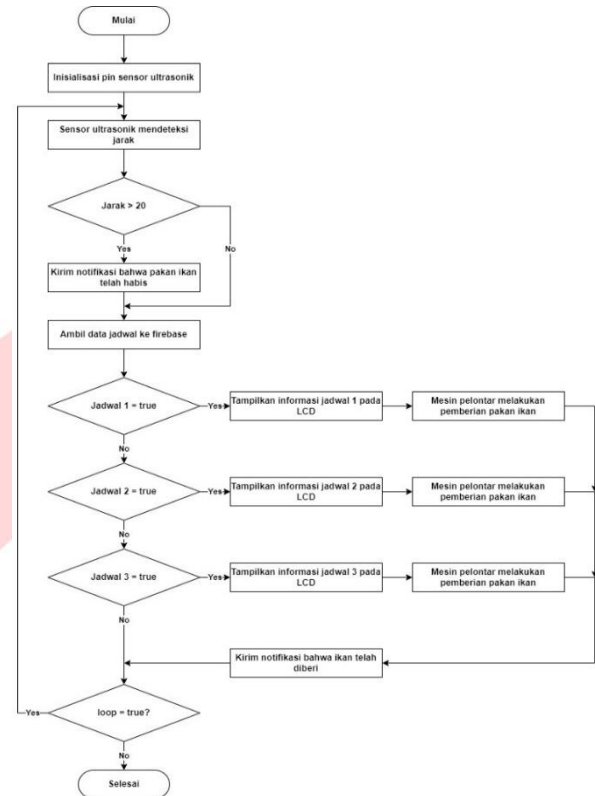 Mulai
Inisialisasi pin sensor ultrasonik
Sensor ultrasonik mendeteksi
jarak
Jarak > 20
No
Yes
Kirim notifikasi bahwa pakan ikan
telah habis
Ambil data jadwal ke firebase
Jadwal 1 = true
Yes
Tampilkan informasi jadwal 1 pada
LCD
Mesin pelontar melakukan
pemberian pakan ikan
No
Jadwal 2 = true
Yes
Tampilkan informasi jadwal 2 pada
LCD
Mesin pelontar melakukan
pemberian pakan ikan
No
Jadwal 3 = true
Yes
Tampilkan informasi jadwal 3 pada
LCD
Mesin pelontar melakukan
pemberian pakan ikan
No
Kirim notifikasi bahwa ikan telah
diberi
Yes
loop = true?
No
Selesai